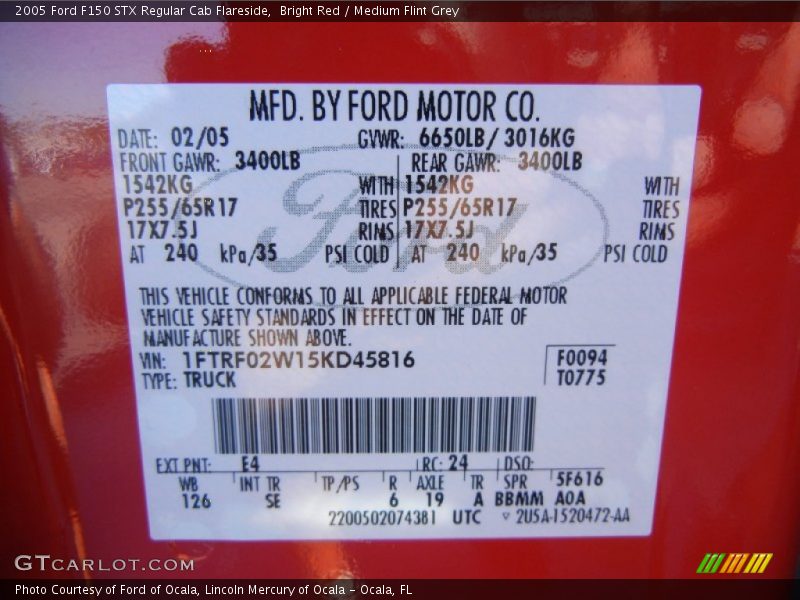 2005 Ford F150 STX Regular Cab Flareside, Bright Red / Medium Flint Grey
MFD. BY FORD MOTOR CO.
DATE: 02/05 GVWR: 6650LB/ 3016KG
FRONT GAWR: 3400LB REAR GAWR: 3400LB
1542KG WITH 1542KG WITH
P255/65R17 TIRES P255/65R17 TIRES
17X7.5J RIMS 17X7.5J RIMS
AT 240 kPa/35 PSI COLD AT 240 kPa/35 PSI COLD
Ford
THIS VEHICLE CONFORMS TO ALL APPLICABLE FEDERAL MOTOR
VEHICLE SAFETY STANDARDS IN EFFECT ON THE DATE OF
MANUFACTURE SHOWN ABOVE.
VIN: 1FTRF02W15KD45816 F0094
TYPE: TRUCK T0775
EXT PNT: E4 RC: 24 DSO:
WB INT TR TP/PS R AXLE TR SPR 5F616
126 SE 6 19 A BBMM A0A
2200502074381 UTC ▽ 2U5A-1520472-AA
GTCARLOT.COM
Photo Courtesy of Ford of Ocala, Lincoln Mercury of Ocala - Ocala, FL